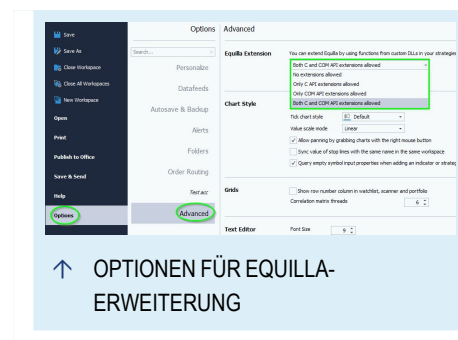 Save
Save As
Close Workspace
Close All Workspaces
New Workspace
Open
Print
Publish to Office
Save & Send
Help
Options
Options
Search...
Personalize
Datafeeds
Autosave & Backup
Alerts
Folders
Order Routing
Test acc
Advanced
Advanced
Equilla Extension
You can extend Equilla by using functions from custom DLLs in your strategies
Both C and COM API extensions allowed
No extensions allowed
Only C API extensions allowed
Only COM API extensions allowed
Both C and COM API extensions allowed
Chart Style
Tick chart style Default
Value scale mode Linear
Allow panning by grabbing charts with the right mouse button
Sync value of stop lines with the same name in the same workspace
Query empty symbol input properties when adding an indicator or strateg
Grids
Show row number column in watchlist, scanner and portfolio
Correlation matrix threads 6
Text Editor
Font Size 9
↑ OPTIONEN FÜR EQUILLA-
ERWEITERUNG